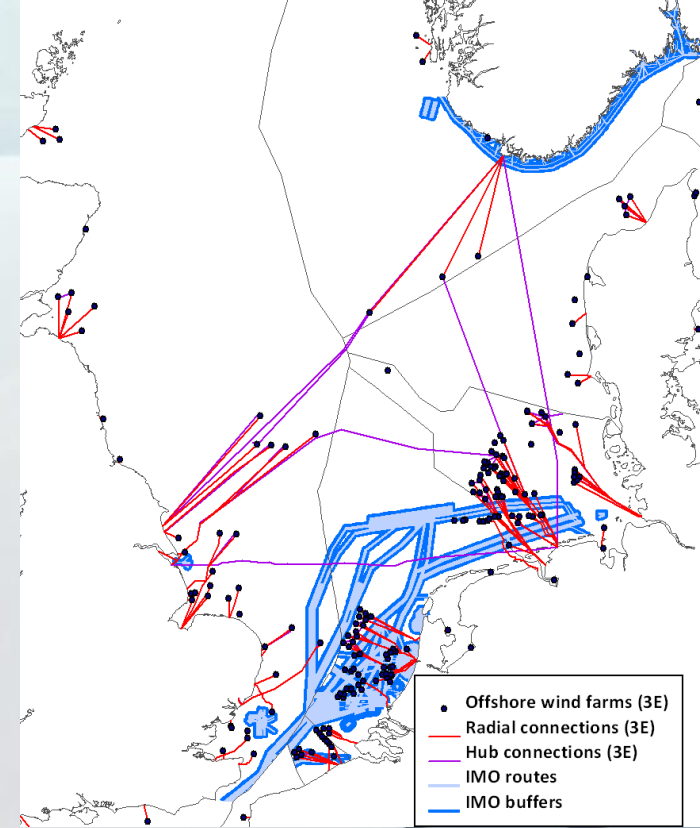 Offshore wind farms (3E)
Radial connections (3E)
Hub connections (3E)
IMO routes
IMO buffers